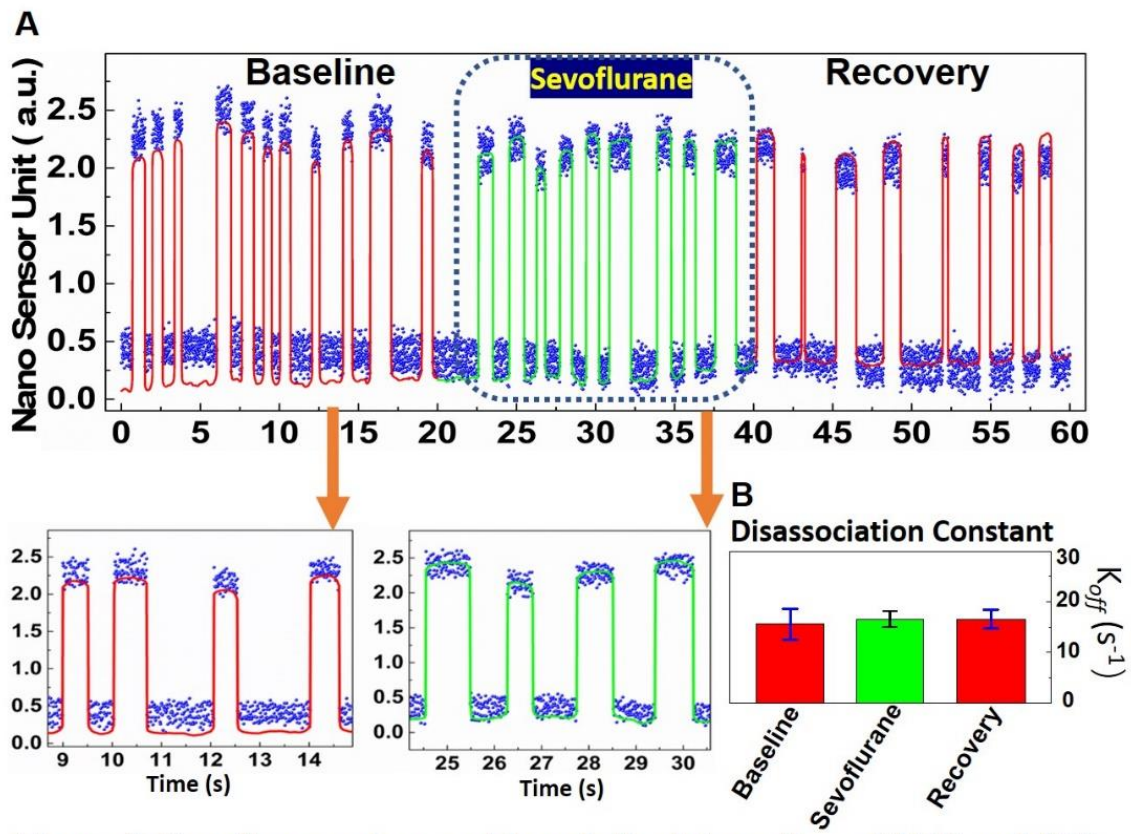 A
Baseline Sevoflurane Recovery
Nano Sensor Unit ( a.u.)
2.5
2.0
1.5
1.0
0.5
0.0
0 5 10 15 20 25 30 35 40 45 50 55 60
2.5
2.0
1.5
1.0
0.5
0.0
9 10 11 12 13 14
Time (s)
2.5
2.0
1.5
1.0
0.5
0.0
25 26 27 28 29 30
Time (s)
B
Disassociation Constant
30
20
10
0
Koff (s-1)
Baseline
Sevoflurane
Recovery